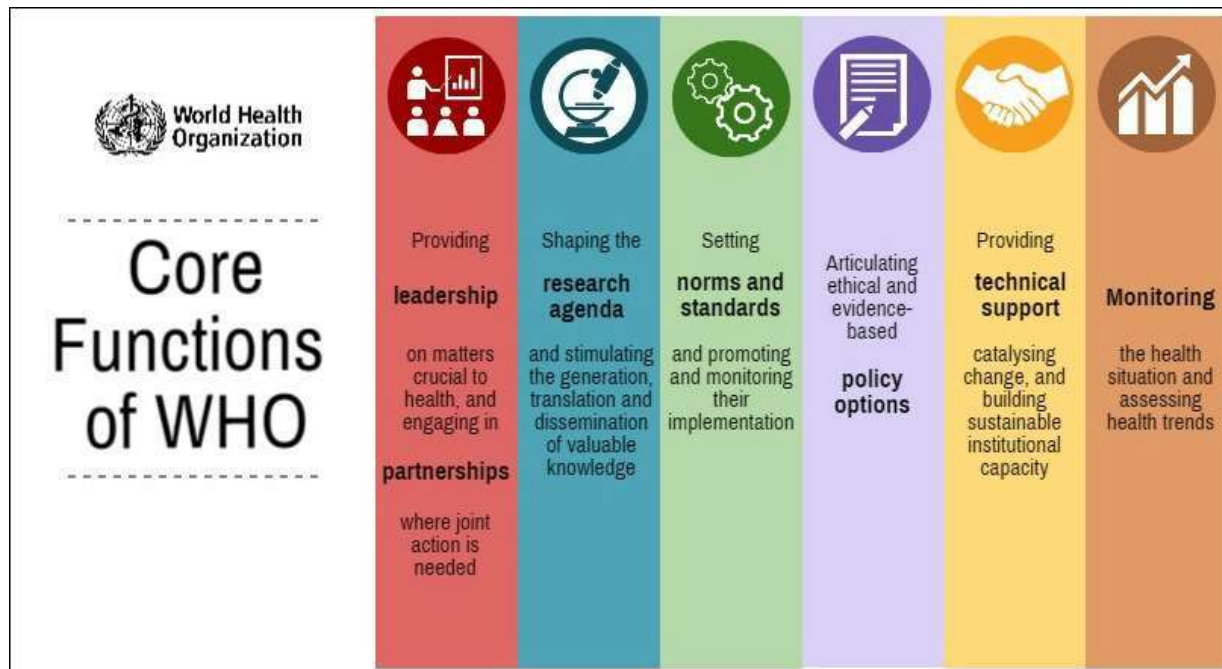 World Health
Organization
Core
Functions
of WHO
Providing
leadership
on matters
crucial to
health, and
engaging in
partnerships
where joint
action is
needed
Shaping the
research
agenda
and stimulating
the generation,
translation and
dissemination
of valuable
knowledge
Setting
norms and
standards
and promoting
and monitoring
their
implementation
Articulating
ethical and
evidence-
based
policy
options
Providing
technical
support
catalysing
change, and
building
sustainable
institutional
capacity
Monitoring
the health
situation and
assessing
health trends